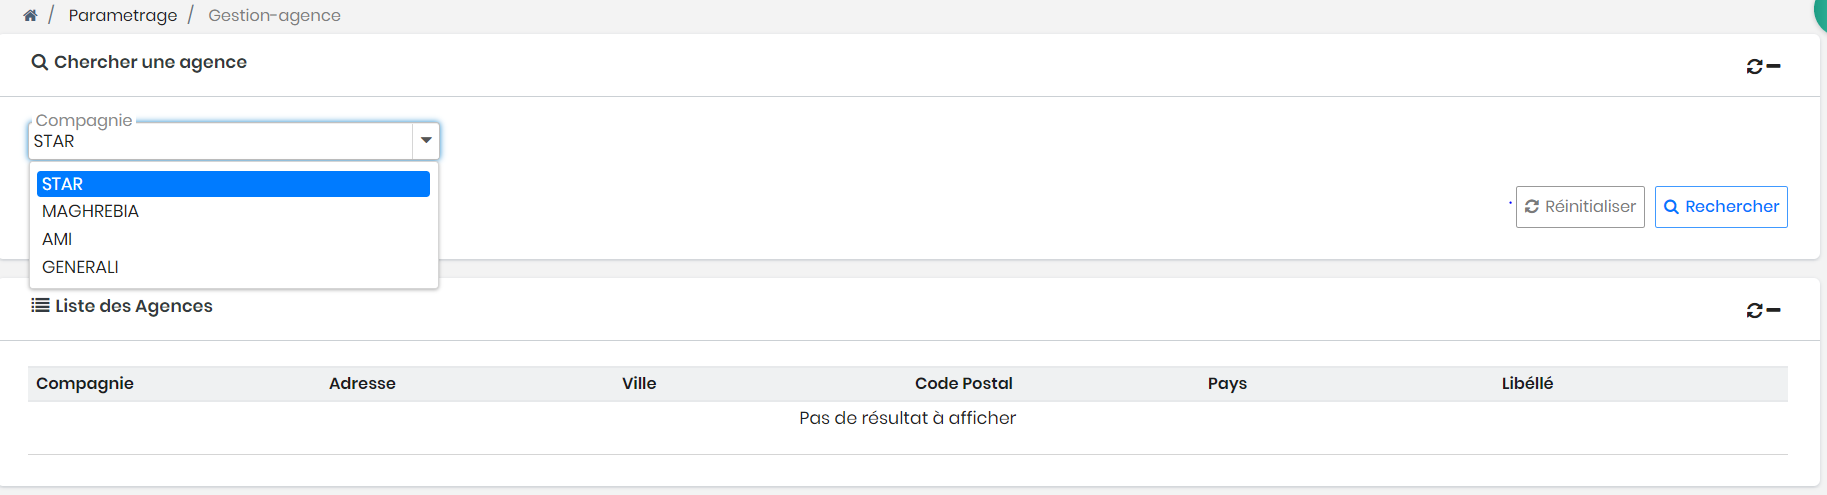 / Parametrage / Gestion-agence
Chercher une agence
Compagnie
STAR
STAR
MAGHREBIA
AMI
GENERALI
Réinitialiser
Rechercher
Liste des Agences
Compagnie Adresse Ville Code Postal Pays Libéllé
Pas de résultat à afficher